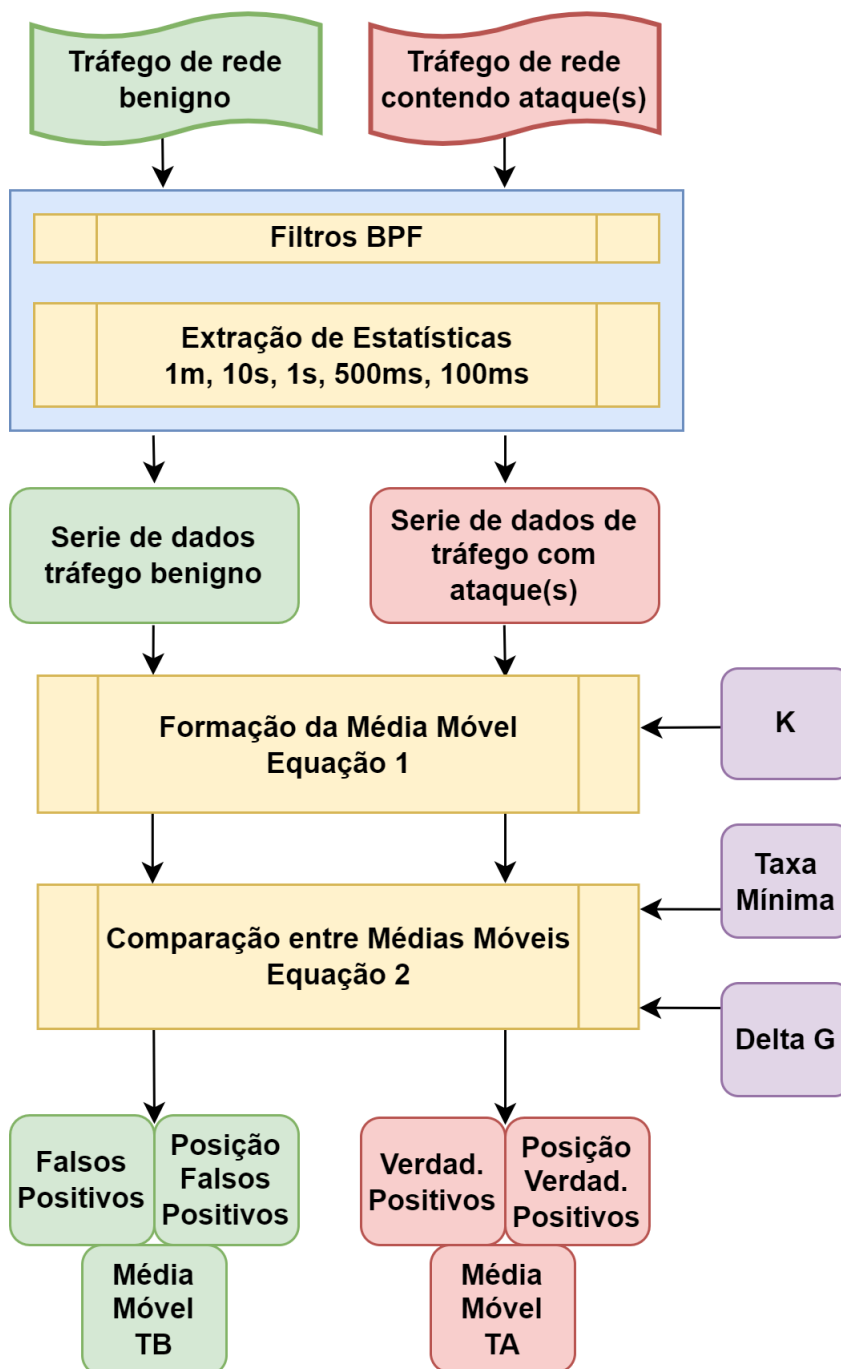 Tráfego de rede
benigno
Tráfego de rede
contendo ataque(s)
Filtros BPF
Extração de Estatísticas
1m, 10s, 1s, 500ms, 100ms
Serie de dados
tráfego benigno
Serie de dados de
tráfego com
ataque(s)
Formação da Média Móvel
Equação 1
K
Taxa
Mínima
Comparação entre Médias Móveis
Equação 2
Delta G
Falsos
Positivos
Posição
Falsos
Positivos
Média
Móvel
TB
Verdad.
Positivos
Posição
Verdad.
Positivos
Média
Móvel
TA